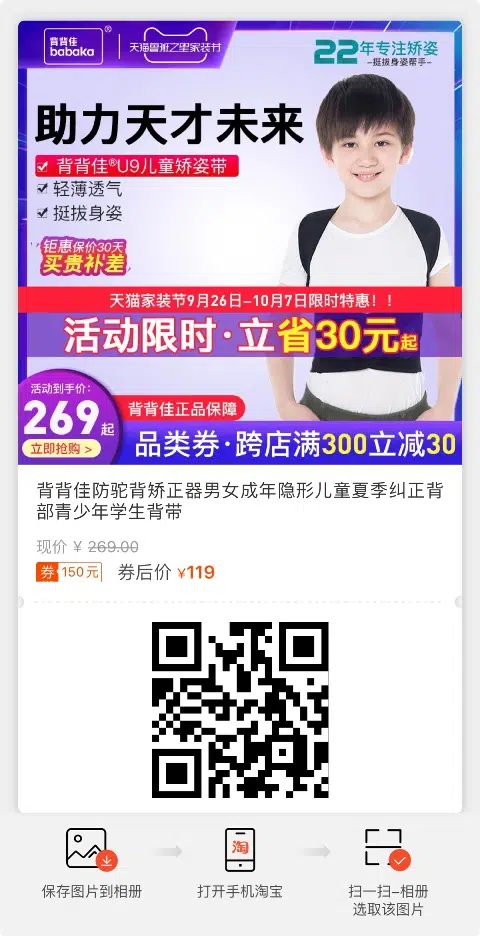 背背佳®
babaka
天猫鲁班之星家装节
22年专注矫姿
-挺拔身姿帮手-
助力天才未来
背背佳®U9儿童矫姿带
轻薄透气
挺拔身姿
钜惠保价30天
买贵补差
天猫家装节9月26日-10月7日限时特惠！！
活动限时·立省30元起
活动到手价：
269起
立即抢购 >
背背佳正品保障
品类券·跨店满300立减30
背背佳防驼背矫正器男女成年隐形儿童夏季纠正背
部青少年学生背带
现价 ¥ 269.00
券 150元 券后价 ¥119
淘
保存图片到相册
打开手机淘宝
扫一扫-相册
选取该图片